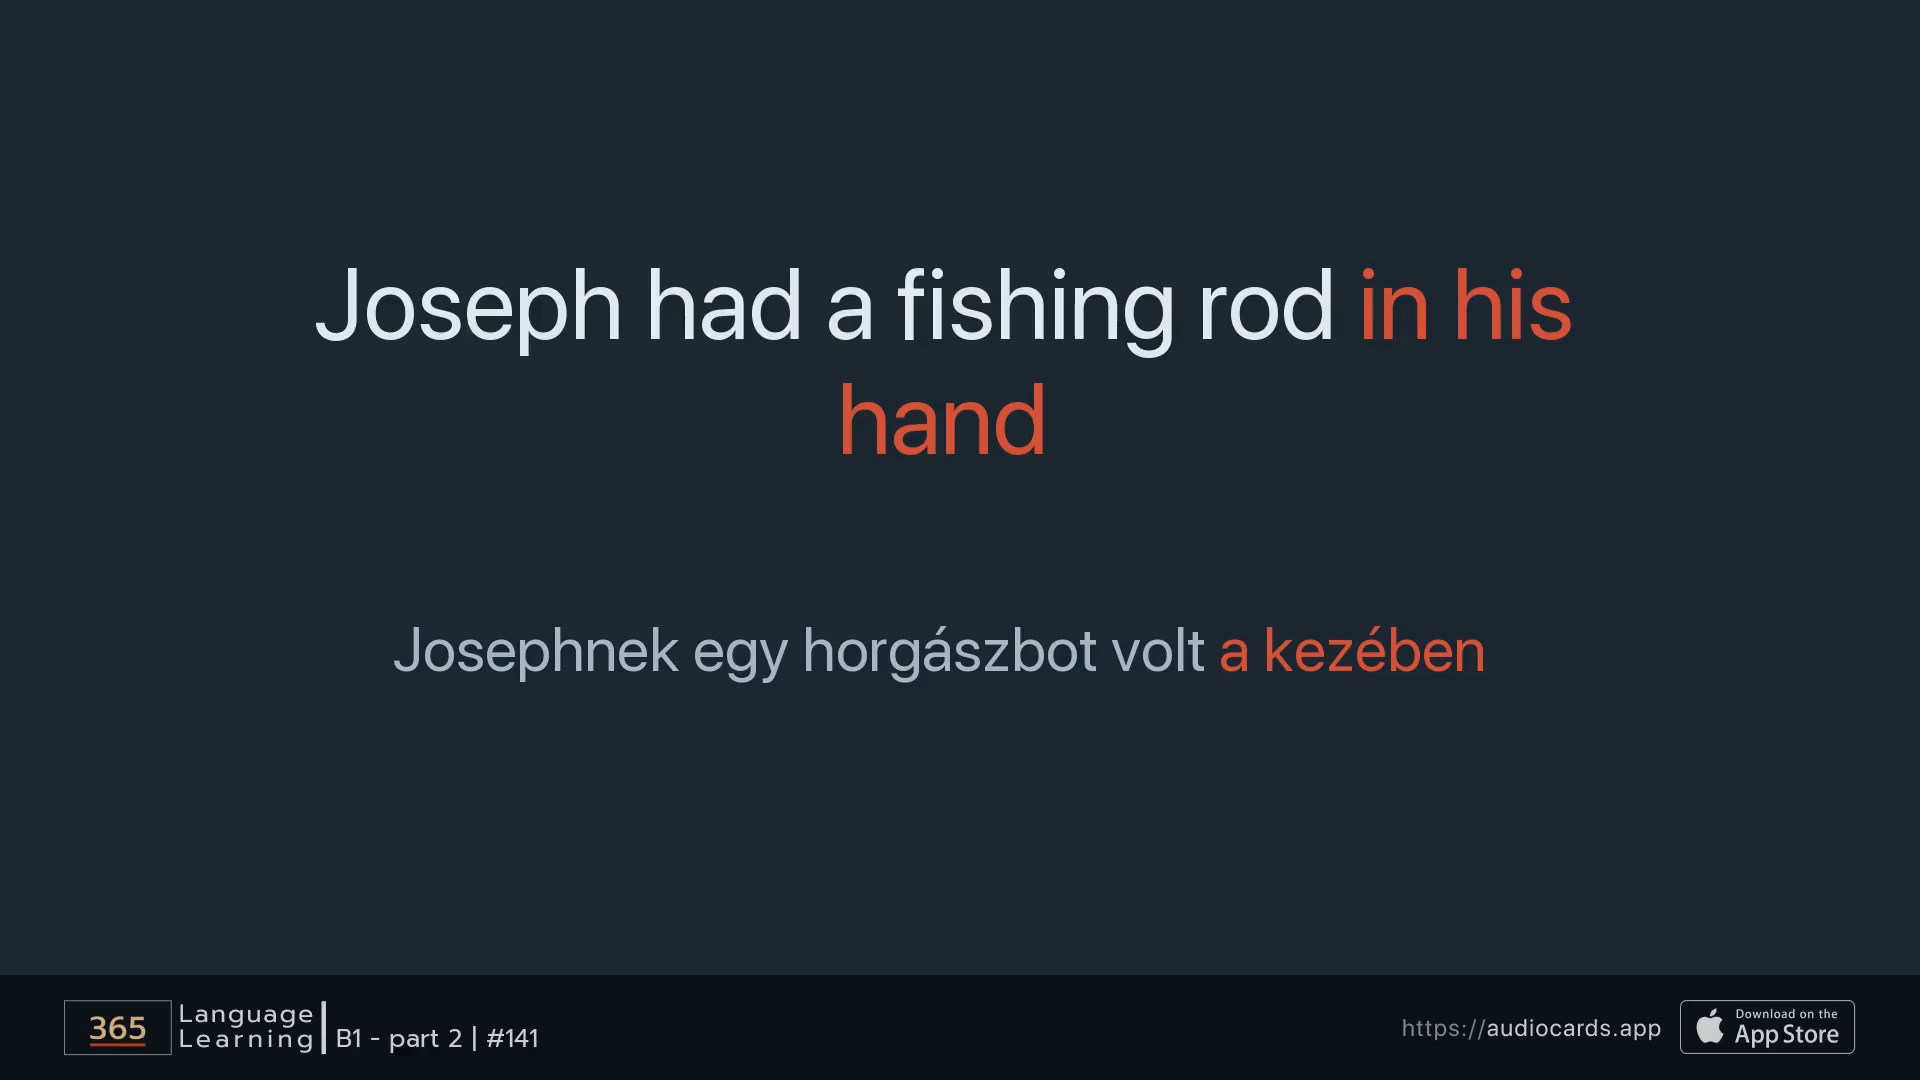 Joseph had a fishing rod in his
hand
Josephnek egy horgászbot volt a kezében
365
Language
Learning
B1 - part 2 | #141
https://audiocards.app
Download on the
App Store